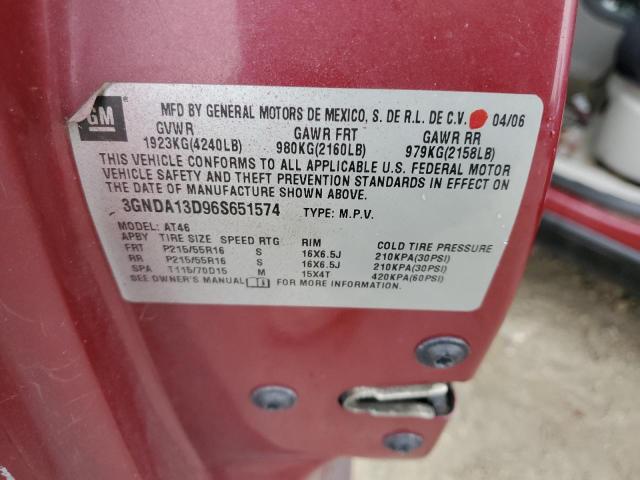 GM
MFD BY GENERAL MOTORS DE MEXICO, S. DE R.L. DE C.V. 04/06
GVWR GAWR FRT GAWR RR
1923KG(4240LB) 980KG(2160LB) 979KG(2158LB)
THIS VEHICLE CONFORMS TO ALL APPLICABLE U.S. FEDERAL MOTOR
VEHICLE SAFETY AND THEFT PREVENTION STANDARDS IN EFFECT ON
THE DATE OF MANUFACTURE SHOWN ABOVE.
3GNDA13D96S651574 TYPE: M.P.V.
MODEL: AT46
APBY TIRE SIZE SPEED RTG RIM COLD TIRE PRESSURE
FRT P215/55R16 S 16X6.5J 210KPA(30PSI)
RR P215/55R16 S 16X6.5J 210KPA(30PSI)
SPA T115/70D15 M 15X4T 420KPA(60PSI)
SEE OWNER'S MANUAL FOR MORE INFORMATION.